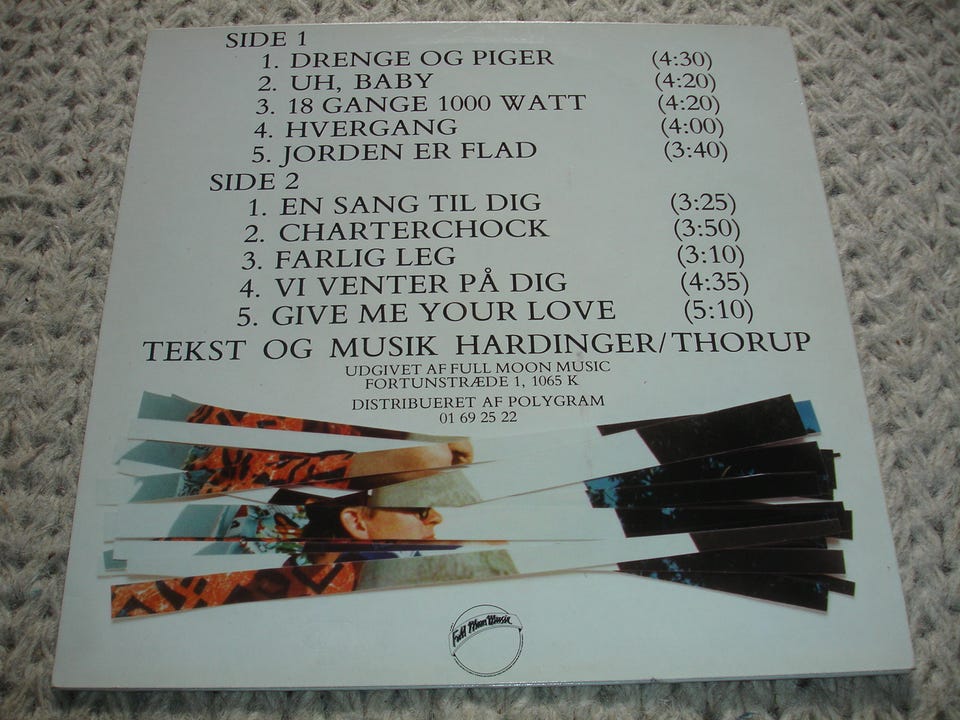 SIDE 1
1. DRENGE OG PIGER (4:30)
2. UH, BABY (4:20)
3. 18 GANGE 1000 WATT (4:20)
4. HVERGANG (4:00)
5. JORDEN ER FLAD (3:40)
SIDE 2
1. EN SANG TIL DIG (3:25)
2. CHARTERCHOCK (3:50)
3. FARLIG LEG (3:10)
4. VI VENTER PÅ DIG (4:35)
5. GIVE ME YOUR LOVE (5:10)
TEKST OG MUSIK HARDINGER/THORUP
UDGIVET AF FULL MOON MUSIC
FORTUNSTRÆDE 1, 1065 K
DISTRIBUERET AF POLYGRAM
01 69 25 22
Full Moon Music